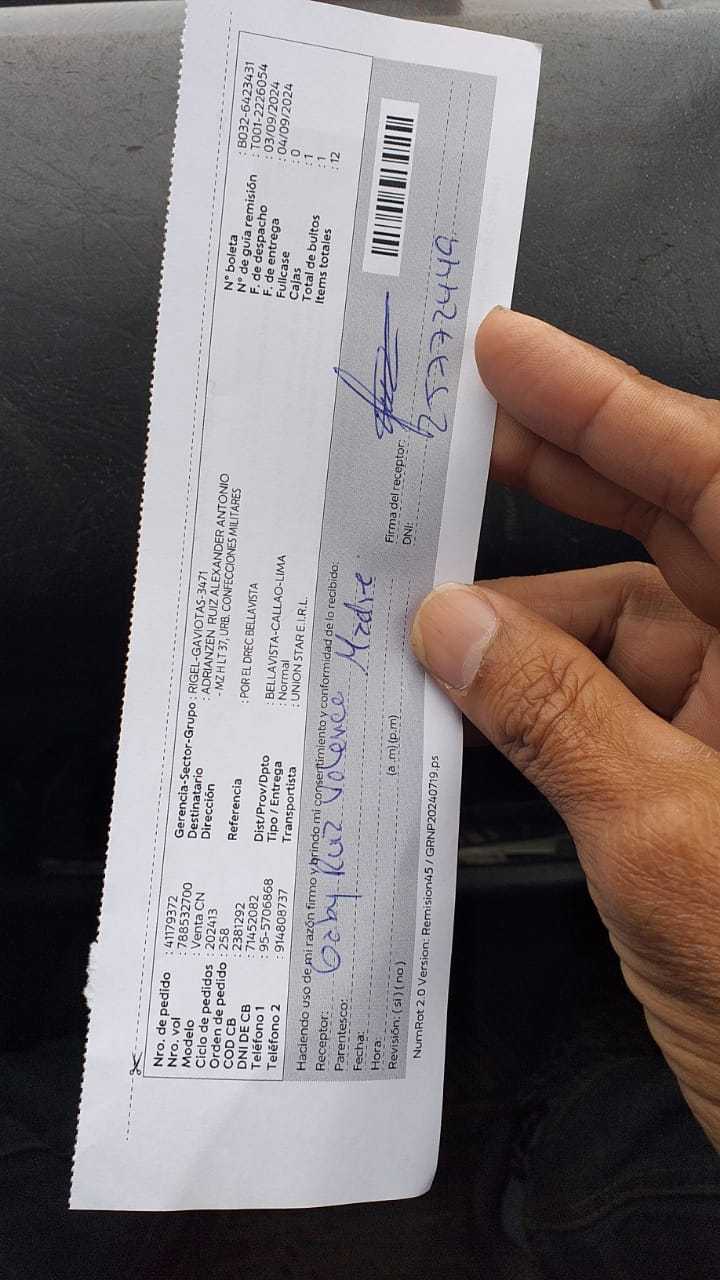 Nro. de pedido : 41179372
Nro. vol : 788532700
Modelo : Venta CN
Ciclo de pedidos : 202413
Orden de pedido : 258
COD CB : 2381292
DNI DE CB : 71452082
Teléfono 1 : 95-5706868
Teléfono 2 : 914808737
Gerencia-Sector-Grupo : RIGEL-GAVIOTAS-3471
Destinatario : ADRIANZEN RUIZ ALEXANDER ANTONIO
Dirección - MZ H LT 37, URB. CONFECCIONES MILITARES
Referencia : POR EL DREC BELLAVISTA
Dist/Prov/Dpto : BELLAVISTA-CALLAO-LIMA
Tipo / Entrega : Normal
Transportista : UNION STAR E.I.R.L.
N° boleta : B032-6423431
N° de guía remisión : T001-2226054
F. de despacho : 03/09/2024
F. de entrega : 04/09/2024
Fullcase : 0
Cajas : 1
Total de bultos : 1
Items totales : 12
Haciendo uso de mi razón firmo y brindo mi consentimiento y conformidad de lo recibido:
Receptor: Gaby Ruiz Madre
Parentesco:
Fecha:
Hora: (a .m) (p.m)
Revisión: ( si ) ( no )
Firma del receptor:
DNI: 25772449
NumRot 2.0 Version: Remision45 / GRNP20240719.ps